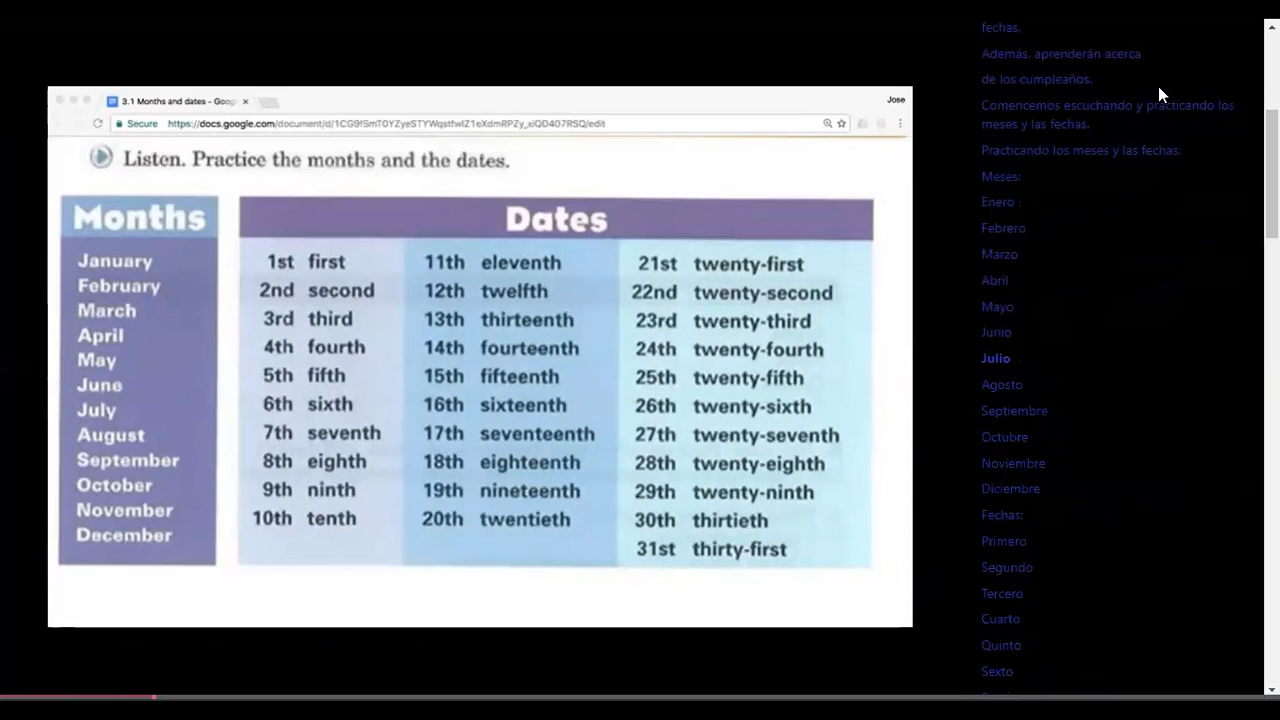 3.1 Months and dates - Goog
Jose
Secure
Listen. Practice the months and the dates.
Months
January
February
March
April
May
June
July
August
September
October
November
December
Dates
1st first
2nd second
3rd third
4th fourth
5th fifth
6th sixth
7th seventh
8th eighth
9th ninth
10th tenth
11th eleventh
12th twelfth
13th thirteenth
14th fourteenth
15th fifteenth
16th sixteenth
17th seventeenth
18th eighteenth
19th nineteenth
20th twentieth
21st twenty-first
22nd twenty-second
23rd twenty-third
24th twenty-fourth
25th twenty-fifth
26th twenty-sixth
27th twenty-seventh
28th twenty-eighth
29th twenty-ninth
30th thirtieth
31st thirty-first
fechas.
Además. aprenderán acerca
de los cumpleaños.
Comencemos escuchando y practicando los
meses y las fechas.
Practicando los meses y las fechas:
Meses:
Enero :
Febrero
Marzo
Abril
Mayo
Junio
Julio
Agosto
Septiembre
Octubre
Noviembre
Diciembre
Fechas:
Primero
Segundo
Tercero
Cuarto
Quinto
Sexto